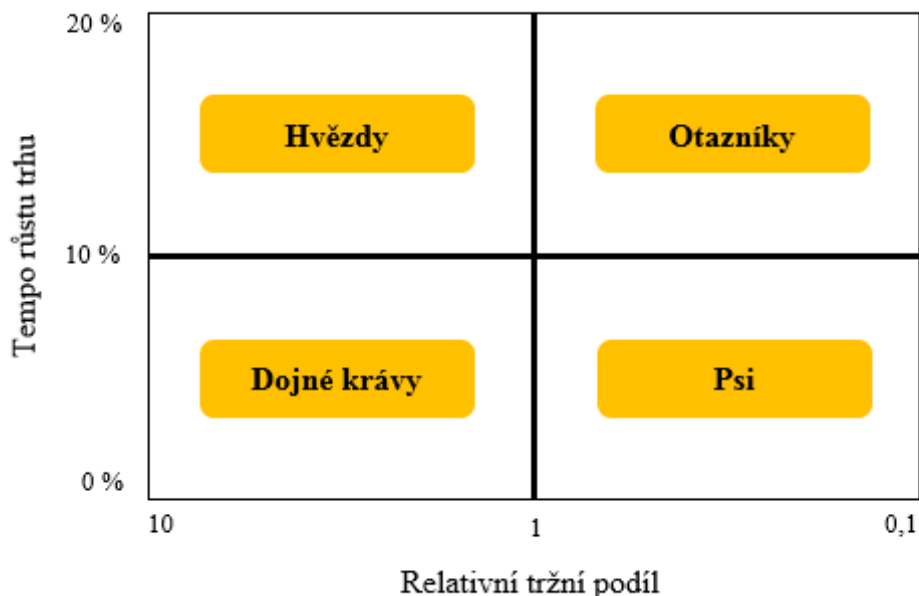 20 %
Hvězdy
Otazníky
Tempo růstu trhu
10 %
Dojné krávy
Psi
0 %
10
1
0,1
Relativní tržní podíl